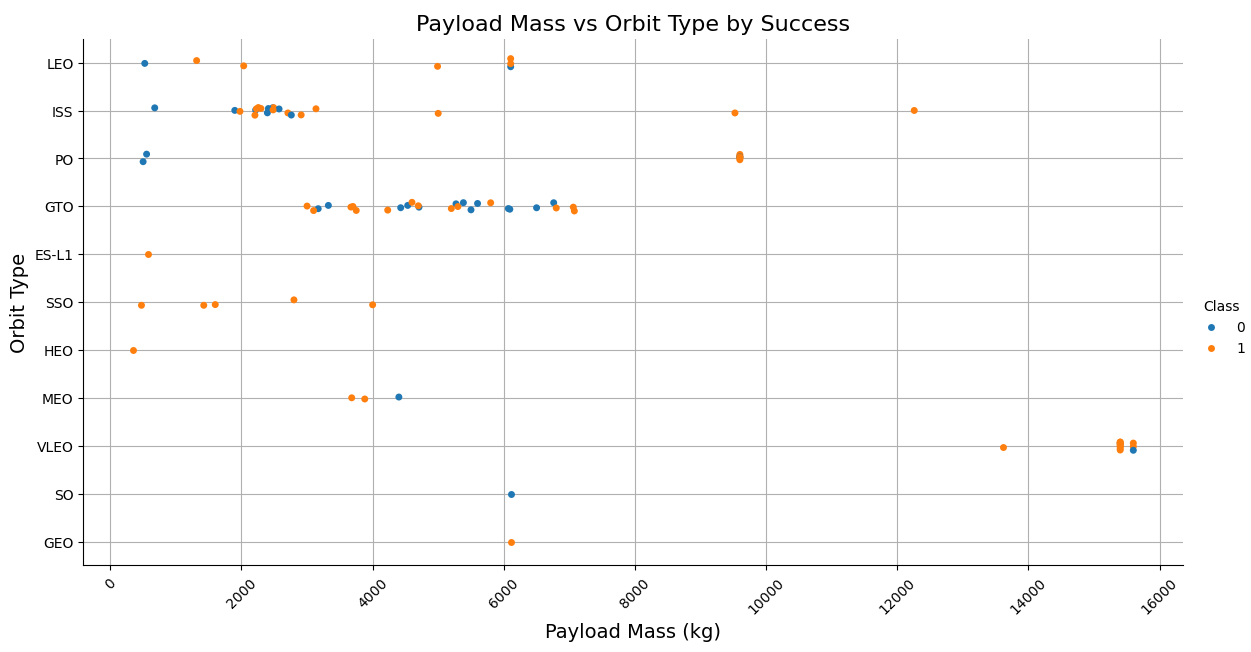 Payload Mass vs Orbit Type by Success
Orbit Type
LEO
ISS
PO
GTO
ES-L1
SSO
HEO
MEO
VLEO
SO
GEO
0 2000 4000 6000 8000 10000 12000 14000 16000
Payload Mass (kg)
Class
0
1